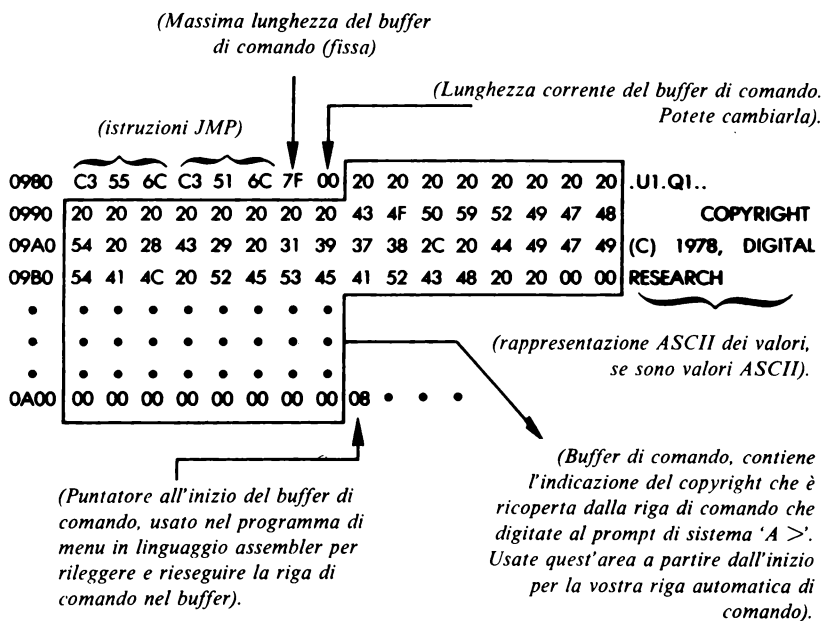 (Massima lunghezza del buffer
di comando (fissa)
(Lunghezza corrente del buffer di comando.
Potete cambiarla).
(istruzioni JMP)
0980 C3 55 6C C3 51 6C 7F 00 20 20 20 20 20 20 20 20 .U1.Q1..
0990 20 20 20 20 20 20 20 20 43 4F 50 59 52 49 47 48 COPYRIGHT
09A0 54 20 28 43 29 20 31 39 37 38 2C 20 44 49 47 49 (C) 1978, DIGITAL
09B0 54 41 4C 20 52 45 53 45 41 52 43 48 20 20 00 00 RESEARCH
(rappresentazione ASCII dei valori,
se sono valori ASCII).
0A00 00 00 00 00 00 00 00 00 08
(Buffer di comando, contiene
l'indicazione del copyright che è
ricoperta dalla riga di comando che
digitate al prompt di sistema 'A >'.
Usate quest'area a partire dall'inizio
per la vostra riga automatica di
comando).
(Puntatore all'inizio del buffer di
comando, usato nel programma di
menu in linguaggio assembler per
rileggere e rieseguire la riga di
comando nel buffer).